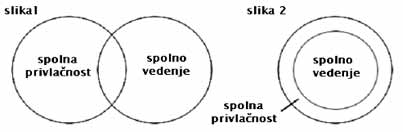 slika1
slika 2
spolna
privlačnost
spolno
vedenje
spolno
vedenje
spolna
privlačnost